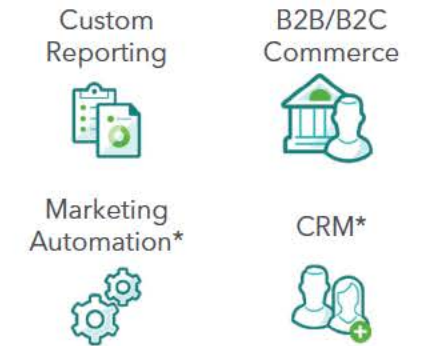 Custom
Reporting
B2B/B2C
Commerce
Marketing
Automation*
CRM*